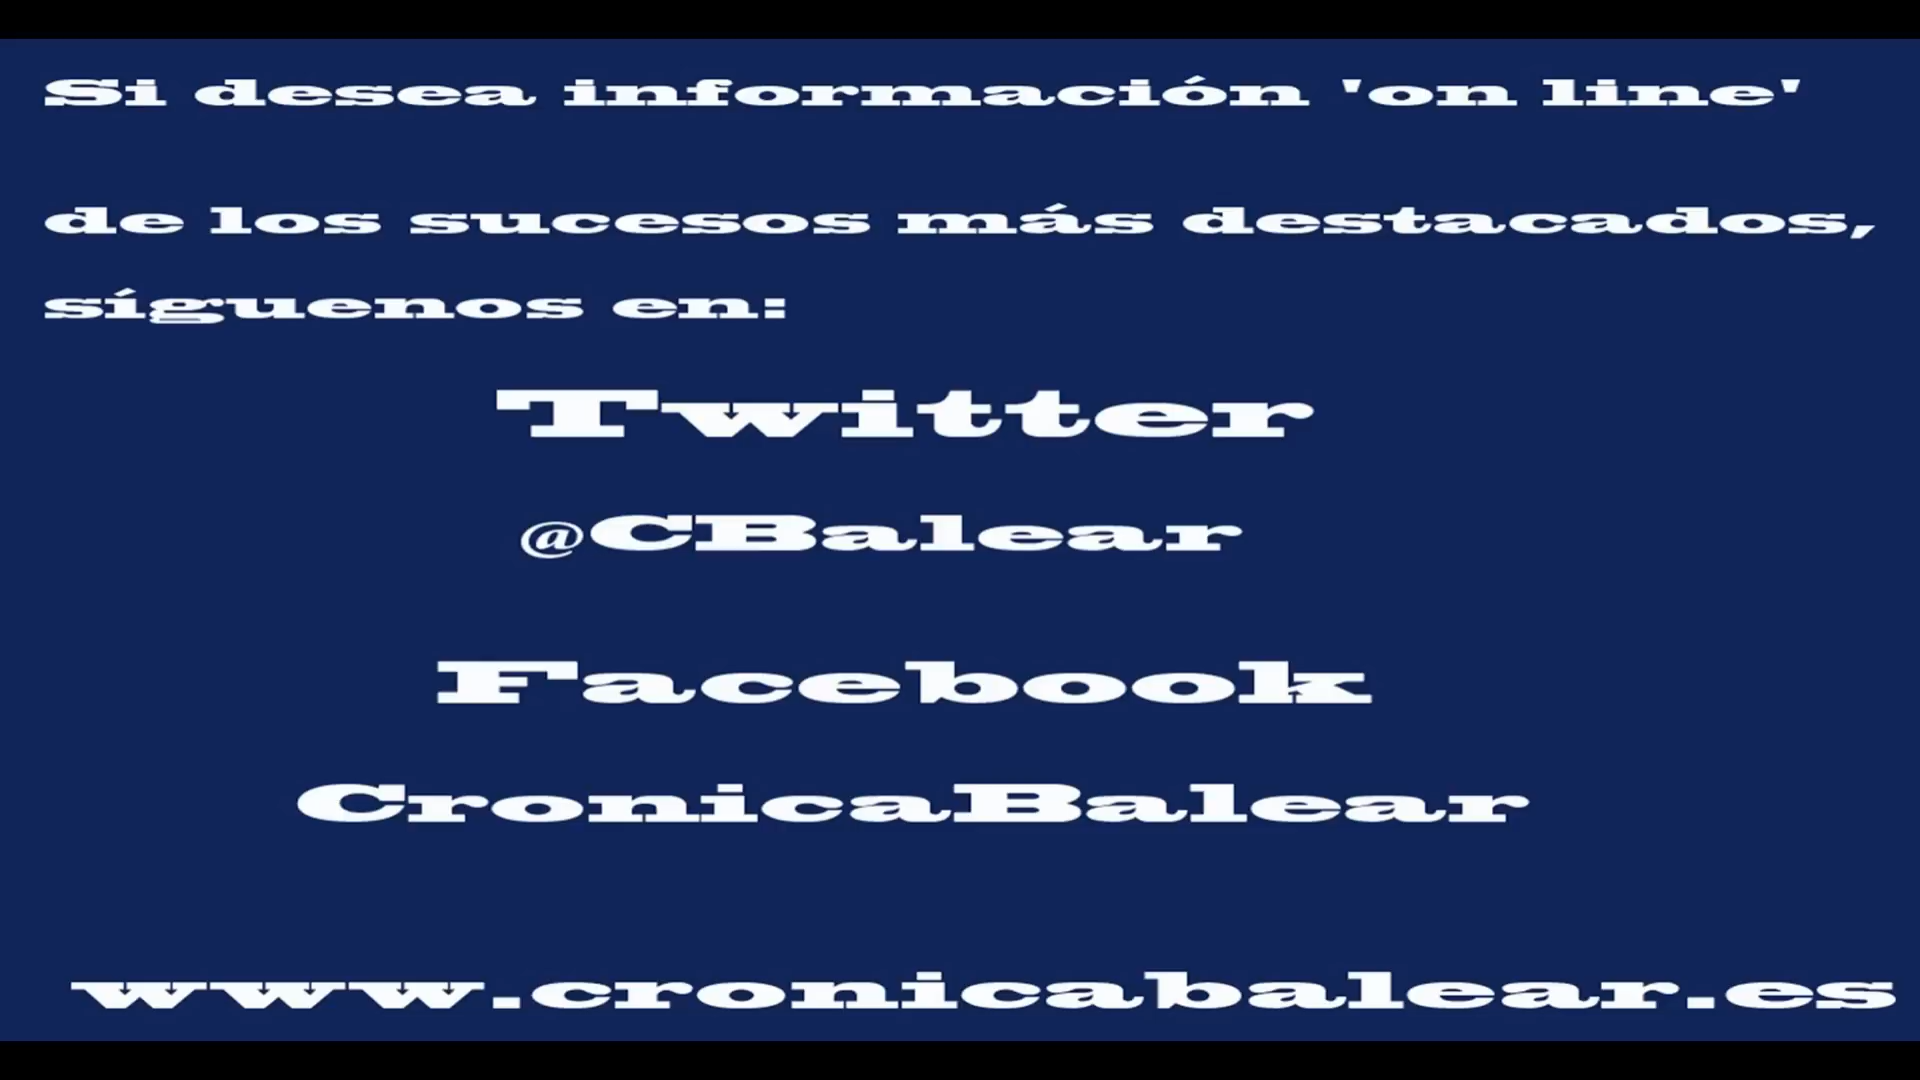 Si desea información 'on line'
de los sucesos más destacados,
síguenos en:
Twitter
@CBalear
Facebook
CronicaBalear
www.cronicabalear.es